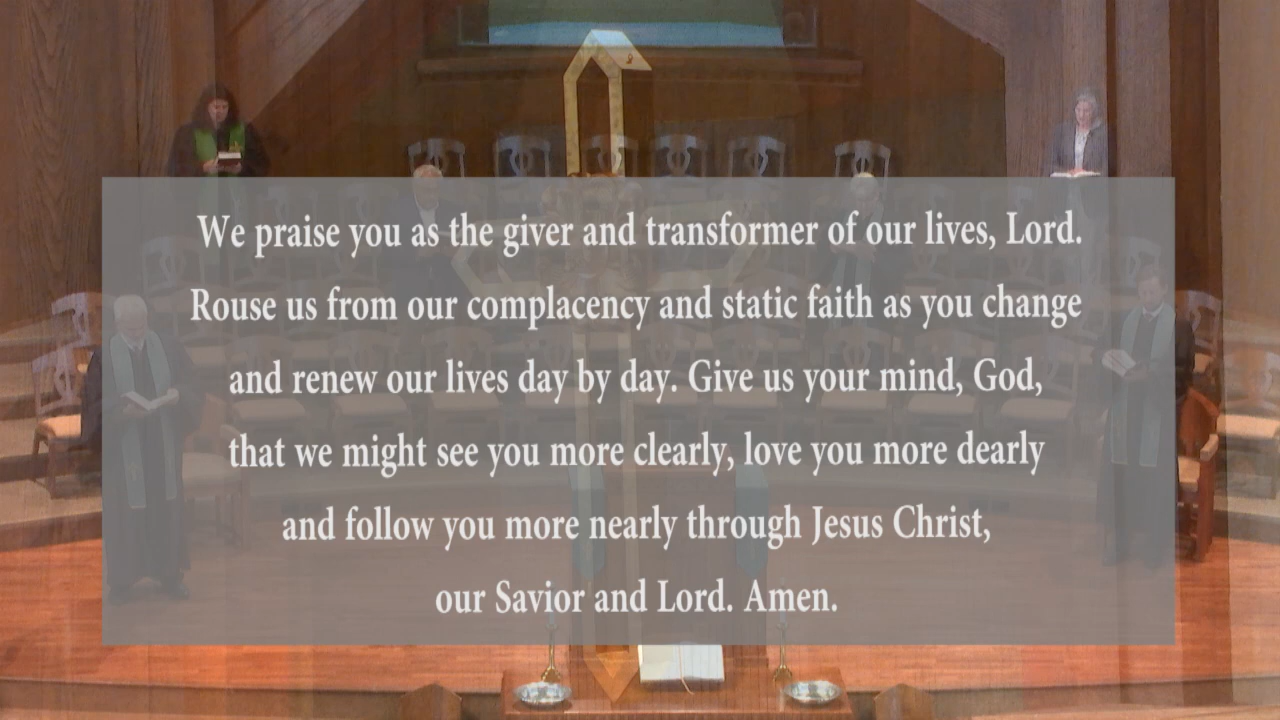 We praise you as the giver and transformer of our lives, Lord.
Rouse us from our complacency and static faith as you change
and renew our lives day by day. Give us your mind, God,
that we might see you more clearly, love you more dearly
and follow you more nearly through Jesus Christ,
our Savior and Lord. Amen.